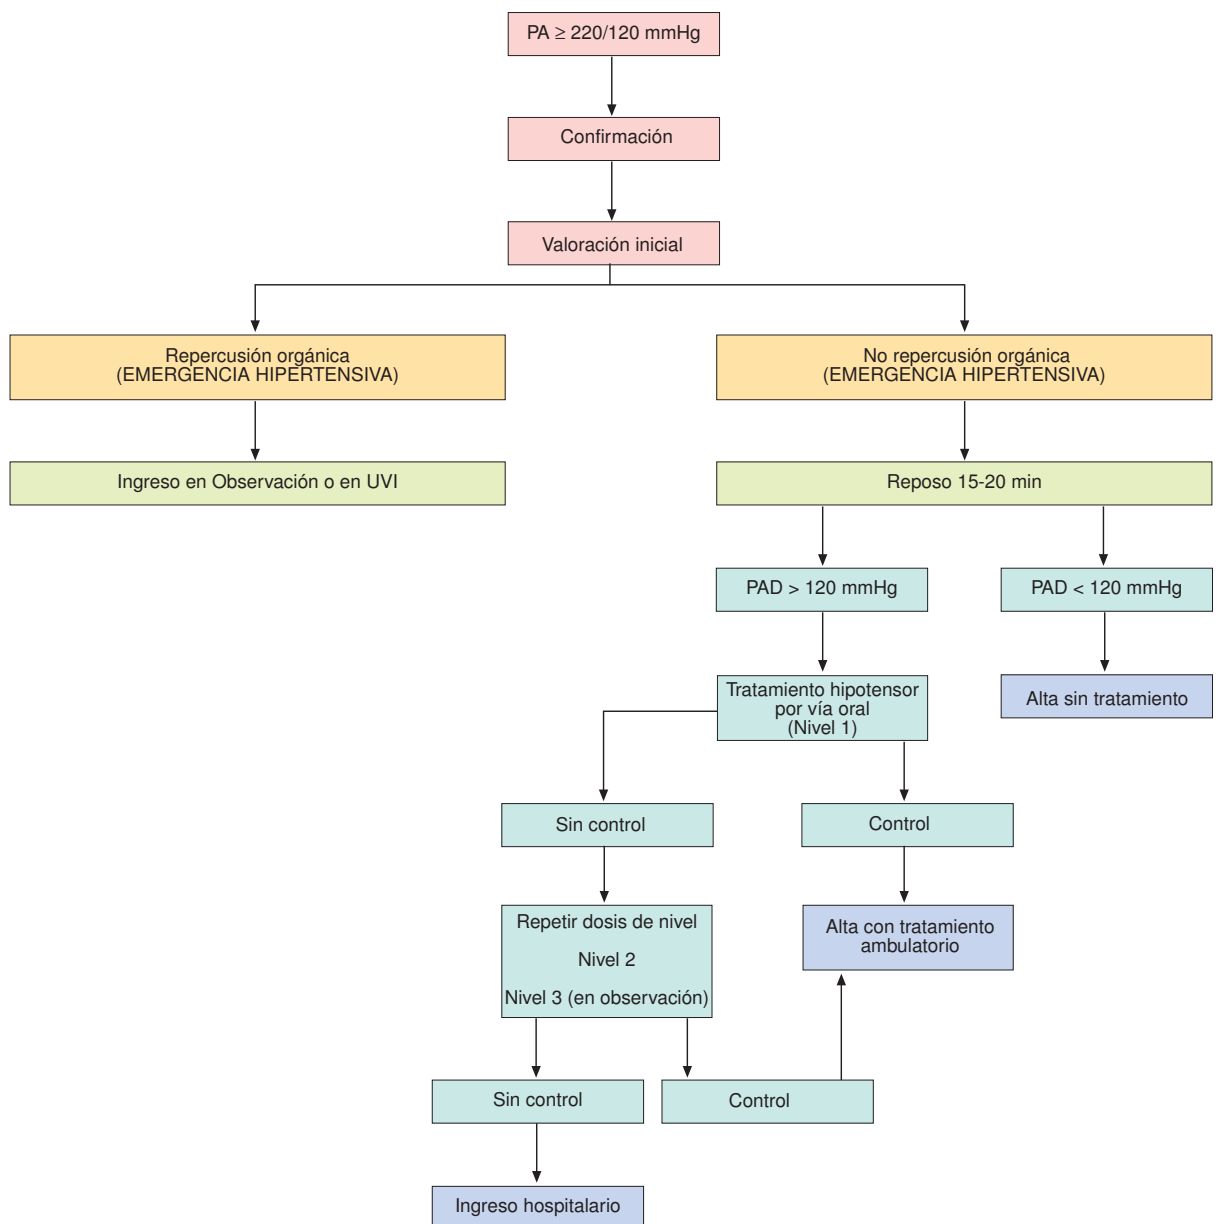 PA ≥ 220/120 mmHg
Confirmación
Valoración inicial
Repercusión orgánica
(EMERGENCIA HIPERTENSIVA)
No repercusión orgánica
(EMERGENCIA HIPERTENSIVA)
Ingreso en Observación o en UVI
Reposo 15-20 min
PAD > 120 mmHg
PAD < 120 mmHg
Tratamiento hipotensor
por vía oral
(Nivel 1)
Alta sin tratamiento
Sin control
Control
Repetir dosis de nivel
Nivel 2
Nivel 3 (en observación)
Alta con tratamiento
ambulatorio
Sin control
Control
Ingreso hospitalario